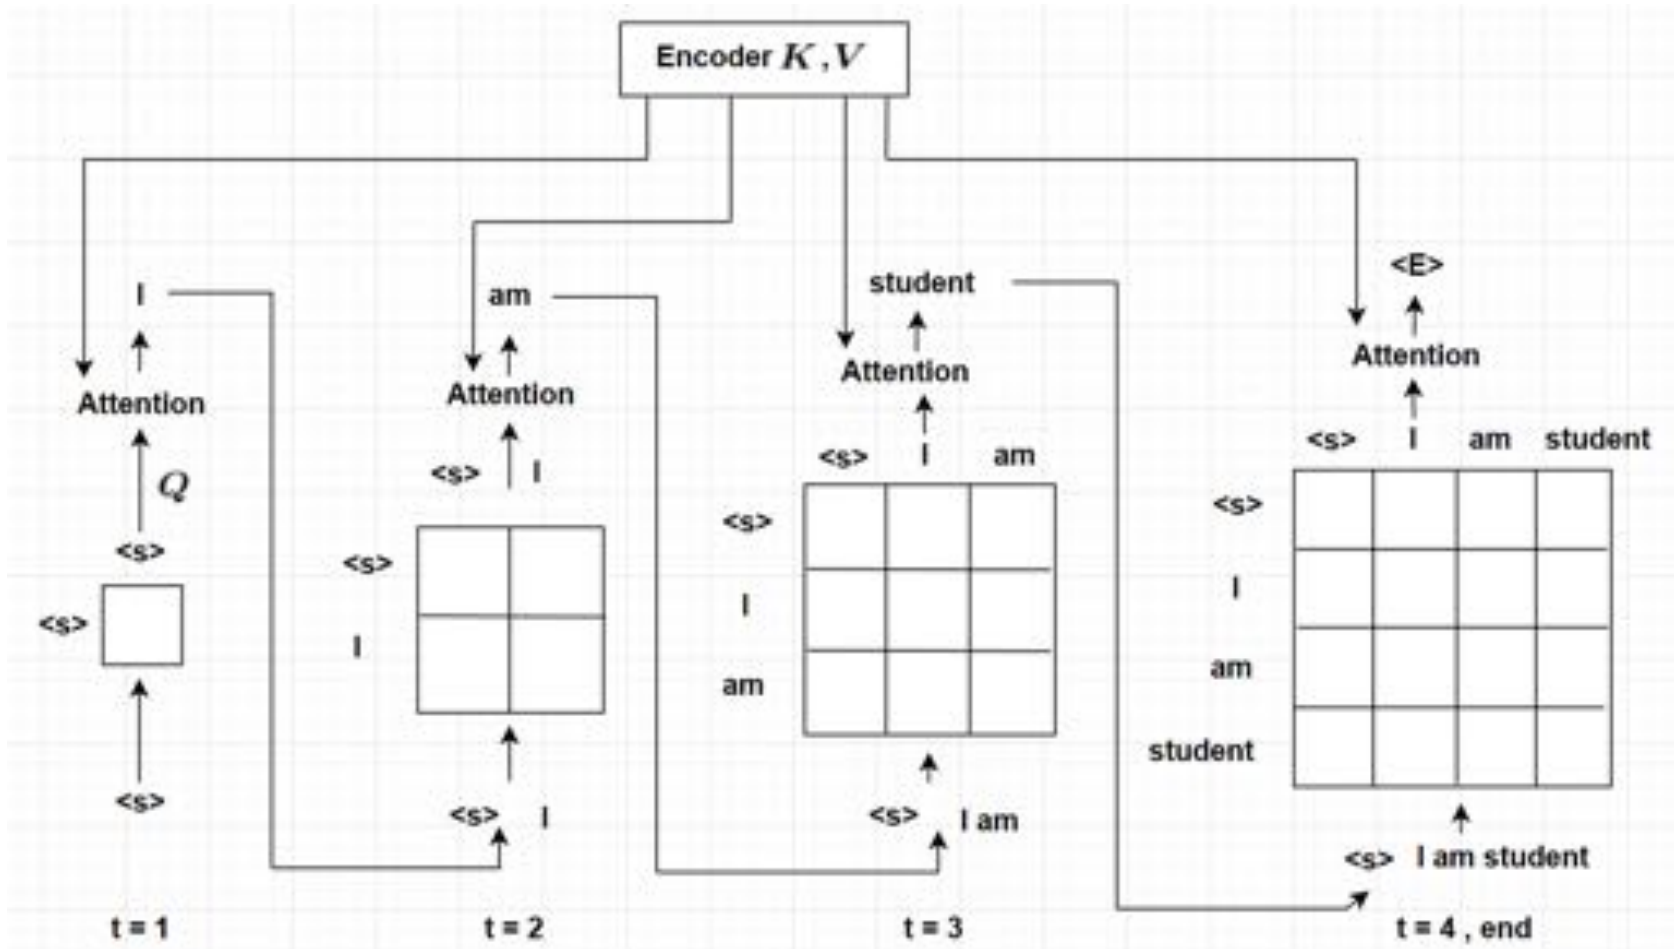 Encoder K , V
I
Attention
Q
<s>
<s>
<s>
t = 1
am
Attention
<s> I
<s>
I
<s> I
t = 2
student
Attention
<s> I am
<s>
I
am
<s> I am
t = 3
<E>
Attention
<s> I am student
<s>
I
am
student
<s> I am student
t = 4 , end